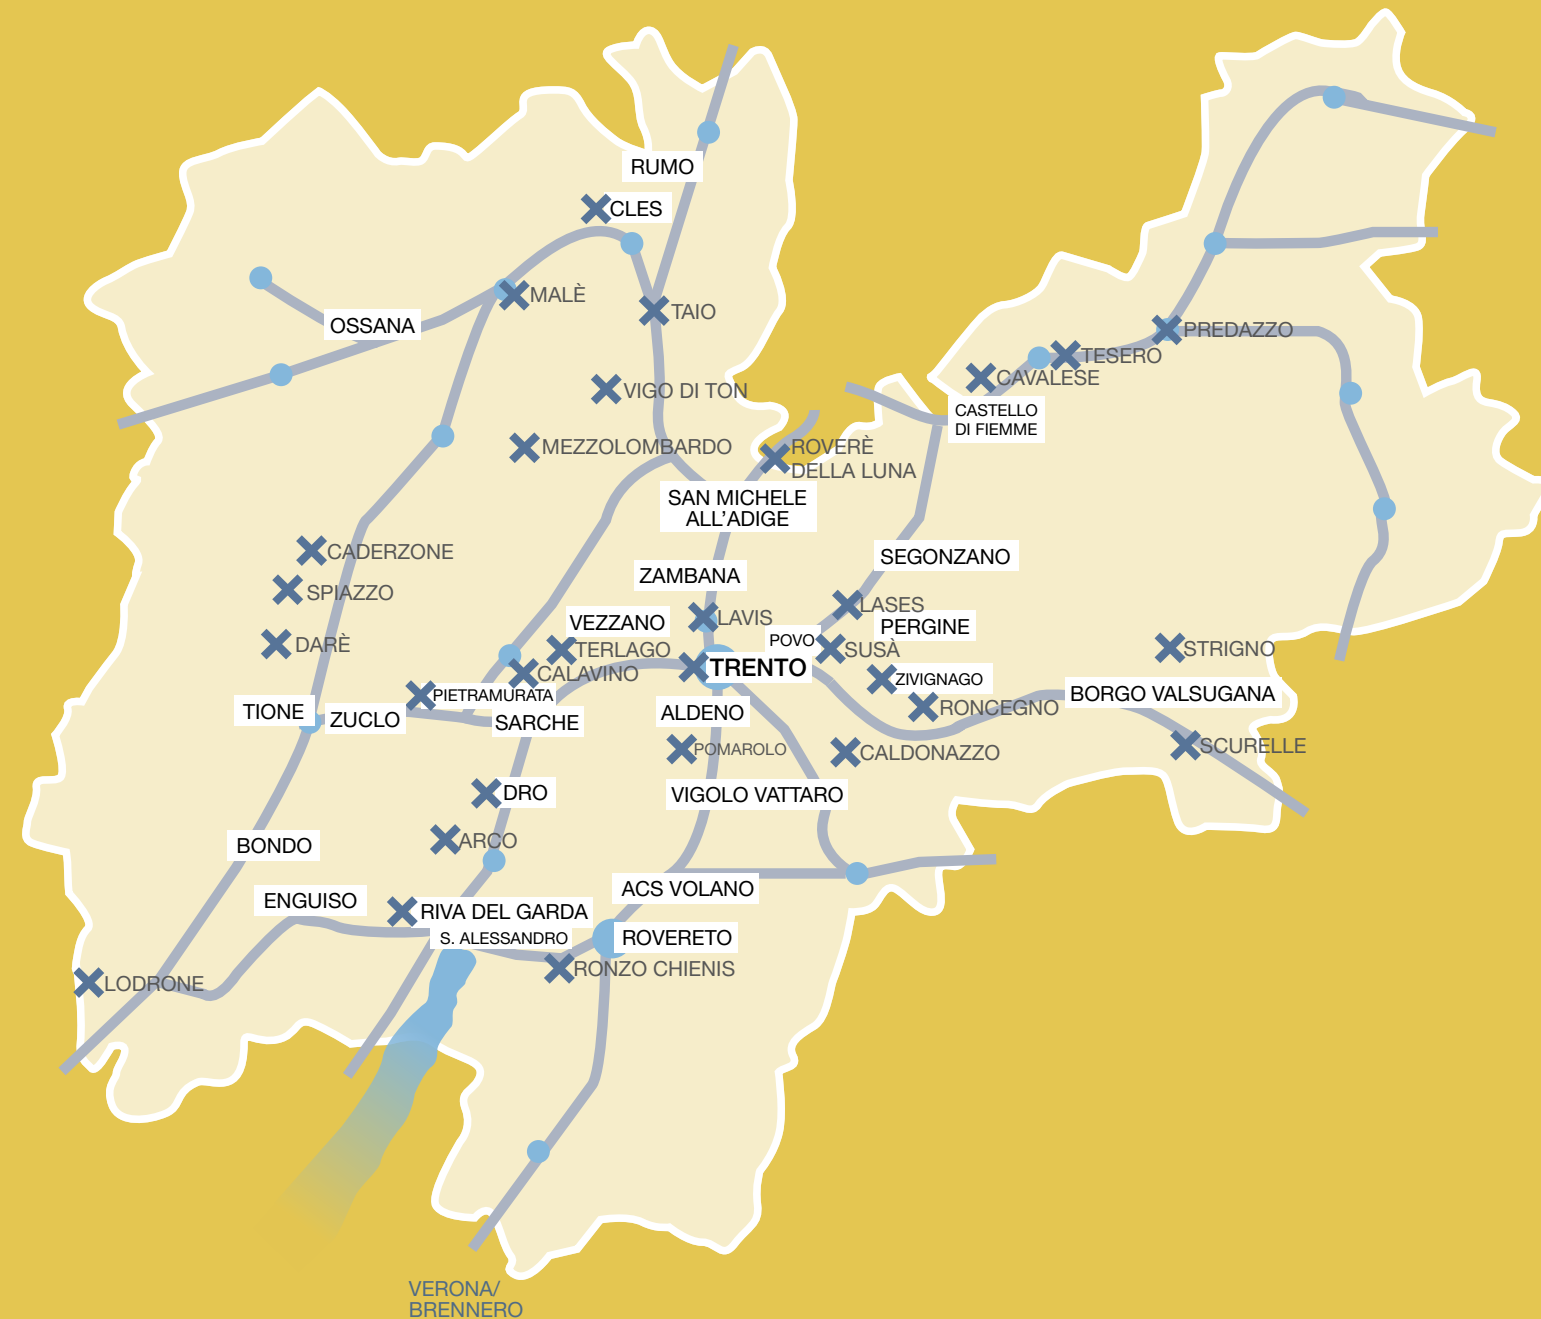 RUMO
CLES
MALÈ
TAIO
OSSANA
PREDAZZO
TESERO
CAVALESE
VIGO DI TON
CASTELLO
DI FIEMME
MEZZOLOMBARDO
ROVERÈ
DELLA LUNA
SAN MICHELE
ALL'ADIGE
CADERZONE
SEGONZANO
ZAMBANA
SPIAZZO
LASES
LAVIS
VEZZANO
PERGINE
POVO
DARÈ
TERLAGO
SUSÀ
STRIGNO
TRENTO
CALAVINO
ZIVIGNAGO
PIETRAMURATA
BORGO VALSUGANA
RONCEGNO
TIONE
ZUCLO
SARCHE
ALDENO
POMAROLO
CALDONAZZO
SCURELLE
DRO
VIGOLO VATTARO
ARCO
BONDO
ACS VOLANO
ENGUISO
RIVA DEL GARDA
S. ALESSANDRO
ROVERETO
RONZO CHIENIS
LODRONE
VERONA/
BRENNERO